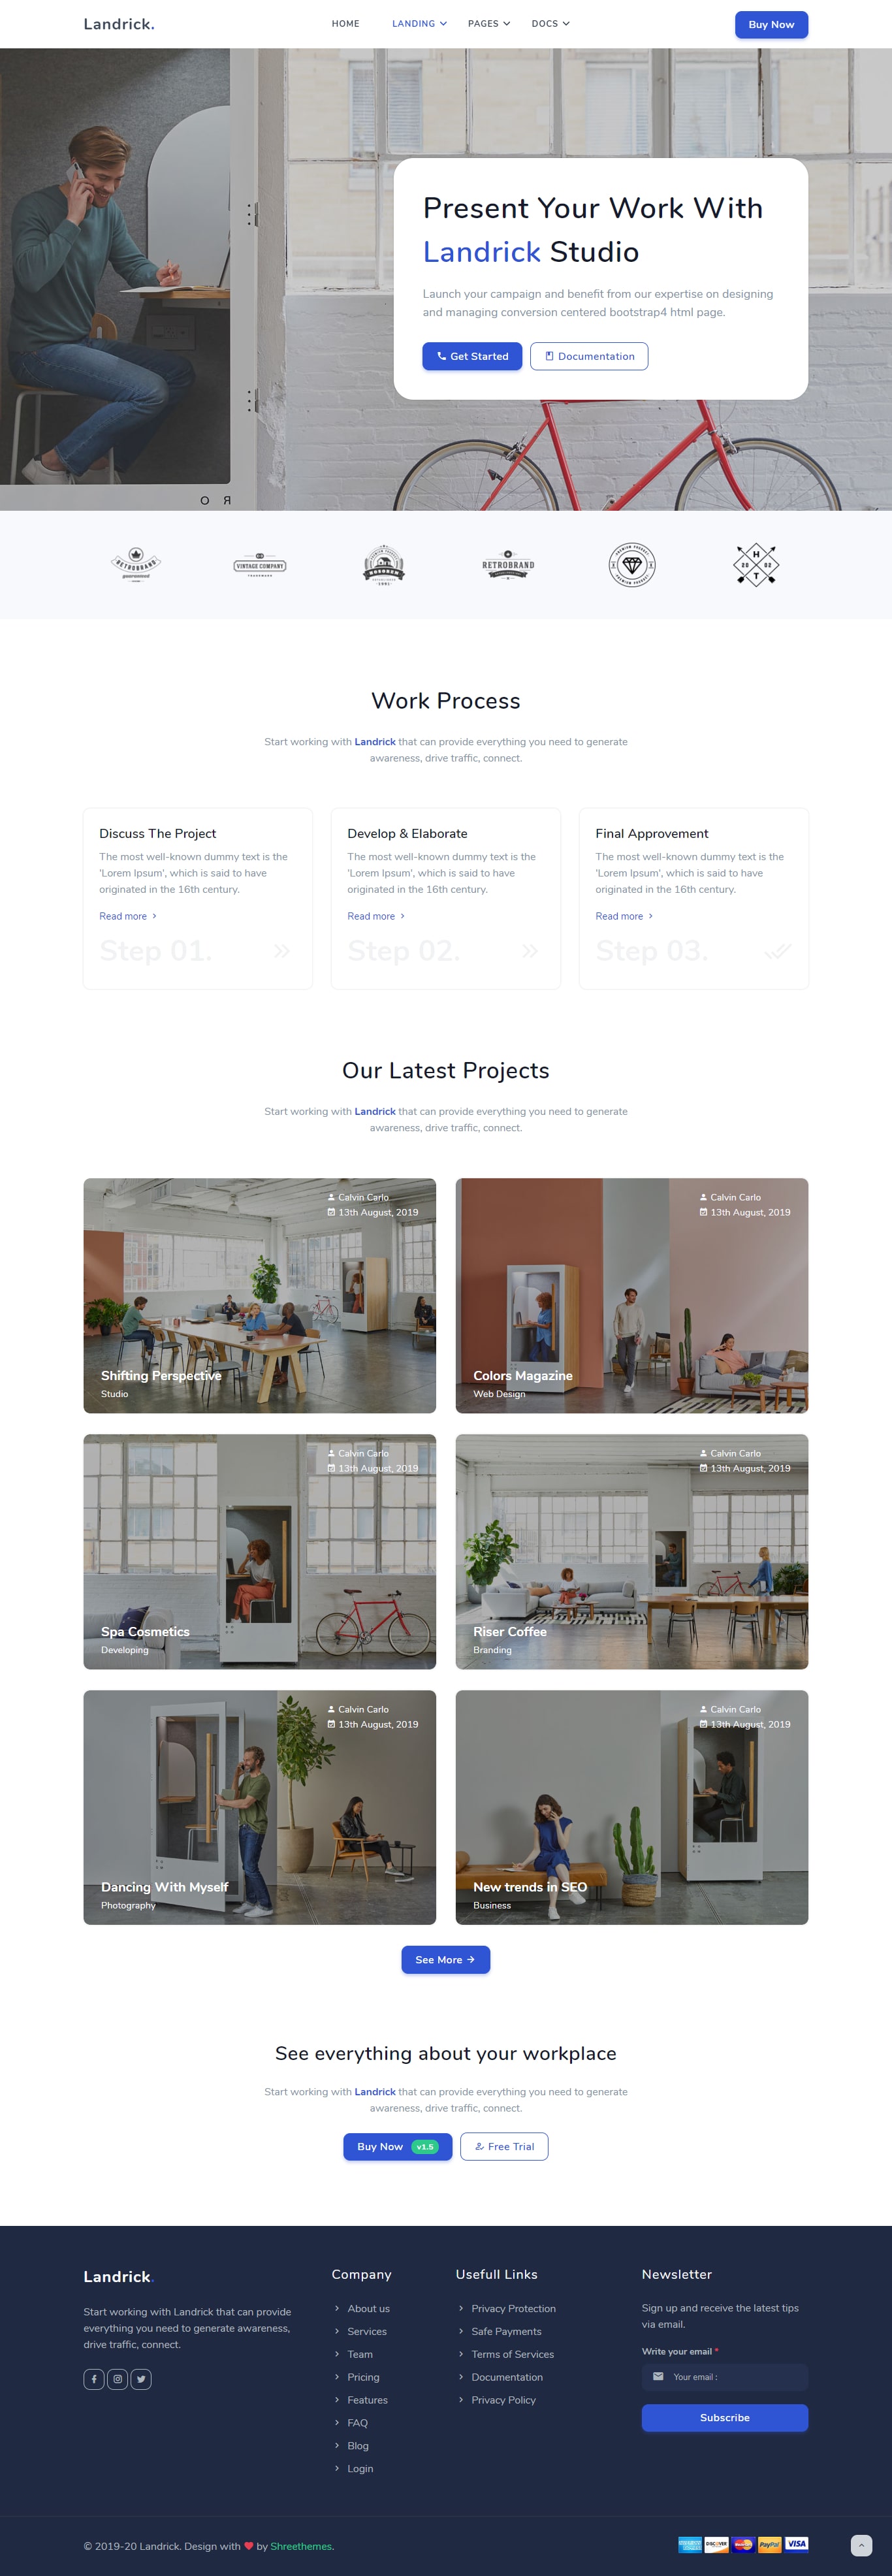 Landrick.
HOME
LANDING
PAGES
DOCS
Buy Now
Present Your Work With
Landrick Studio
Launch your campaign and benefit from our expertise on designing
and managing conversion centered bootstrap4 html page.
Get Started
Documentation
O R
RETROBRAND
guaranteed
VINTAGE COMPANY
TRADEMARK
1991
RETROBRAND
PREMIUM PRODUCT
PREMIUM PRODUCT
H
20 02
T
Work Process
Start working with Landrick that can provide everything you need to generate
awareness, drive traffic, connect.
Discuss The Project
The most well-known dummy text is the
'Lorem Ipsum', which is said to have
originated in the 16th century.
Read more
Step 01.
Develop & Elaborate
The most well-known dummy text is the
'Lorem Ipsum', which is said to have
originated in the 16th century.
Read more
Step 02.
Final Approvement
The most well-known dummy text is the
'Lorem Ipsum', which is said to have
originated in the 16th century.
Read more
Step 03.
Our Latest Projects
Start working with Landrick that can provide everything you need to generate
awareness, drive traffic, connect.
Calvin Carlo
13th August, 2019
Shifting Perspective
Studio
Calvin Carlo
13th August, 2019
Colors Magazine
Web Design
Calvin Carlo
13th August, 2019
Spa Cosmetics
Developing
Calvin Carlo
13th August, 2019
Riser Coffee
Branding
Calvin Carlo
13th August, 2019
Dancing With Myself
Photography
Calvin Carlo
13th August, 2019
New trends in SEO
Business
See More
See everything about your workplace
Start working with Landrick that can provide everything you need to generate
awareness, drive traffic, connect.
Buy Now v1.5
Free Trial
Landrick.
Start working with Landrick that can provide
everything you need to generate awareness,
drive traffic, connect.
Company
About us
Services
Team
Pricing
Features
FAQ
Blog
Login
Usefull Links
Privacy Protection
Safe Payments
Terms of Services
Documentation
Privacy Policy
Newsletter
Sign up and receive the latest tips
via email.
Write your email *
Your email :
Subscribe
© 2019-20 Landrick. Design with ❤ by Shreethemes.
DISCOVER
MasterCard
PayPal
VISA